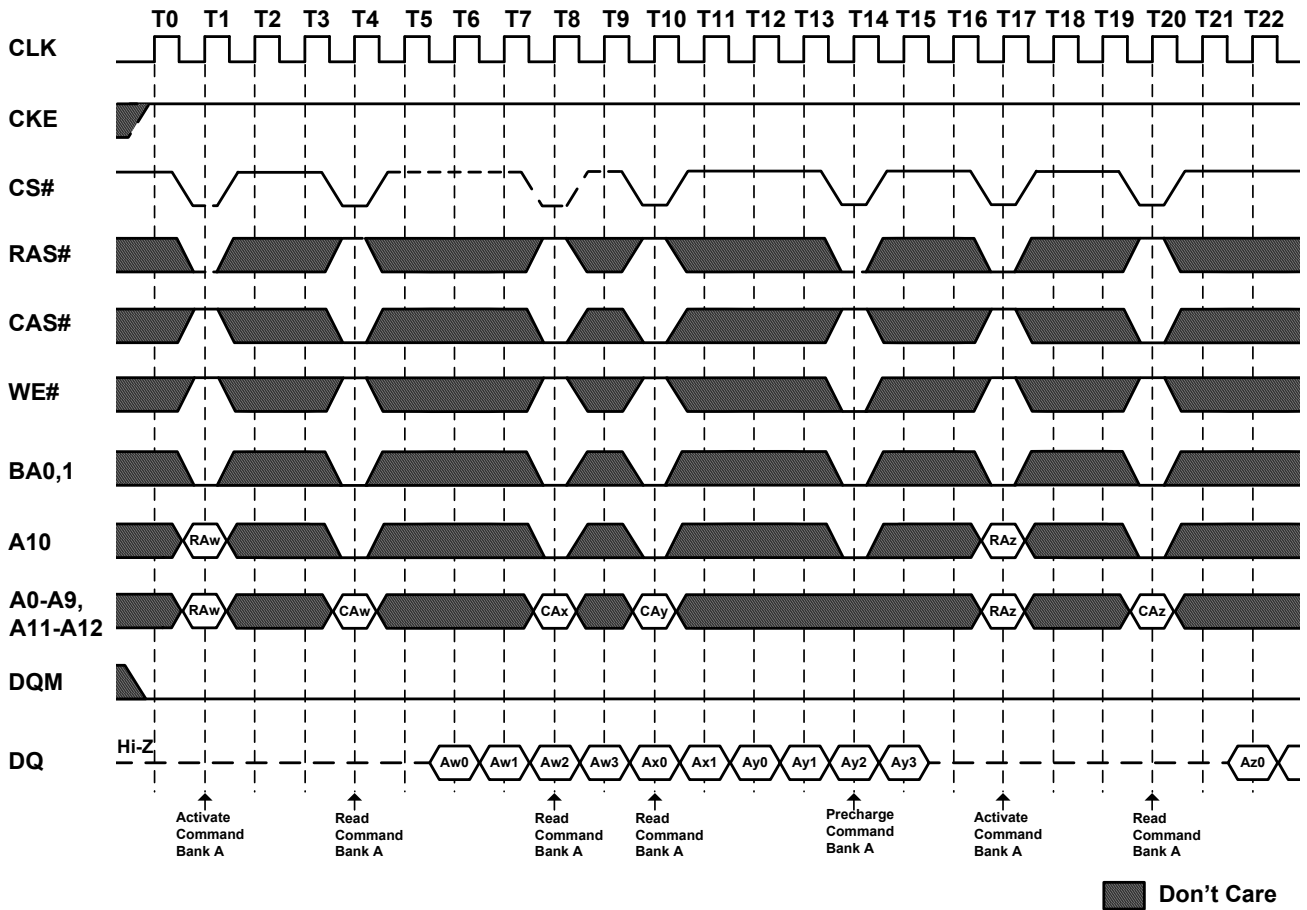 T0 T1 T2 T3 T4 T5 T6 T7 T8 T9 T10 T11 T12 T13 T14 T15 T16 T17 T18 T19 T20 T21 T22
CLK
CKE
CS#
RAS#
CAS#
WE#
BA0,1
A10 RAw RAz
A0-A9,
A11-A12
RAw CAw CAx CAy RAz CAz
DQM
DQ
Hi-Z
Aw0 Aw1 Aw2 Aw3 Ax0 Ax1 Ay0 Ay1 Ay2 Ay3 Az0
Activate
Command
Bank A
Read
Command
Bank A
Read
Command
Bank A
Read
Command
Bank A
Precharge
Command
Bank A
Activate
Command
Bank A
Read
Command
Bank A
Don't Care